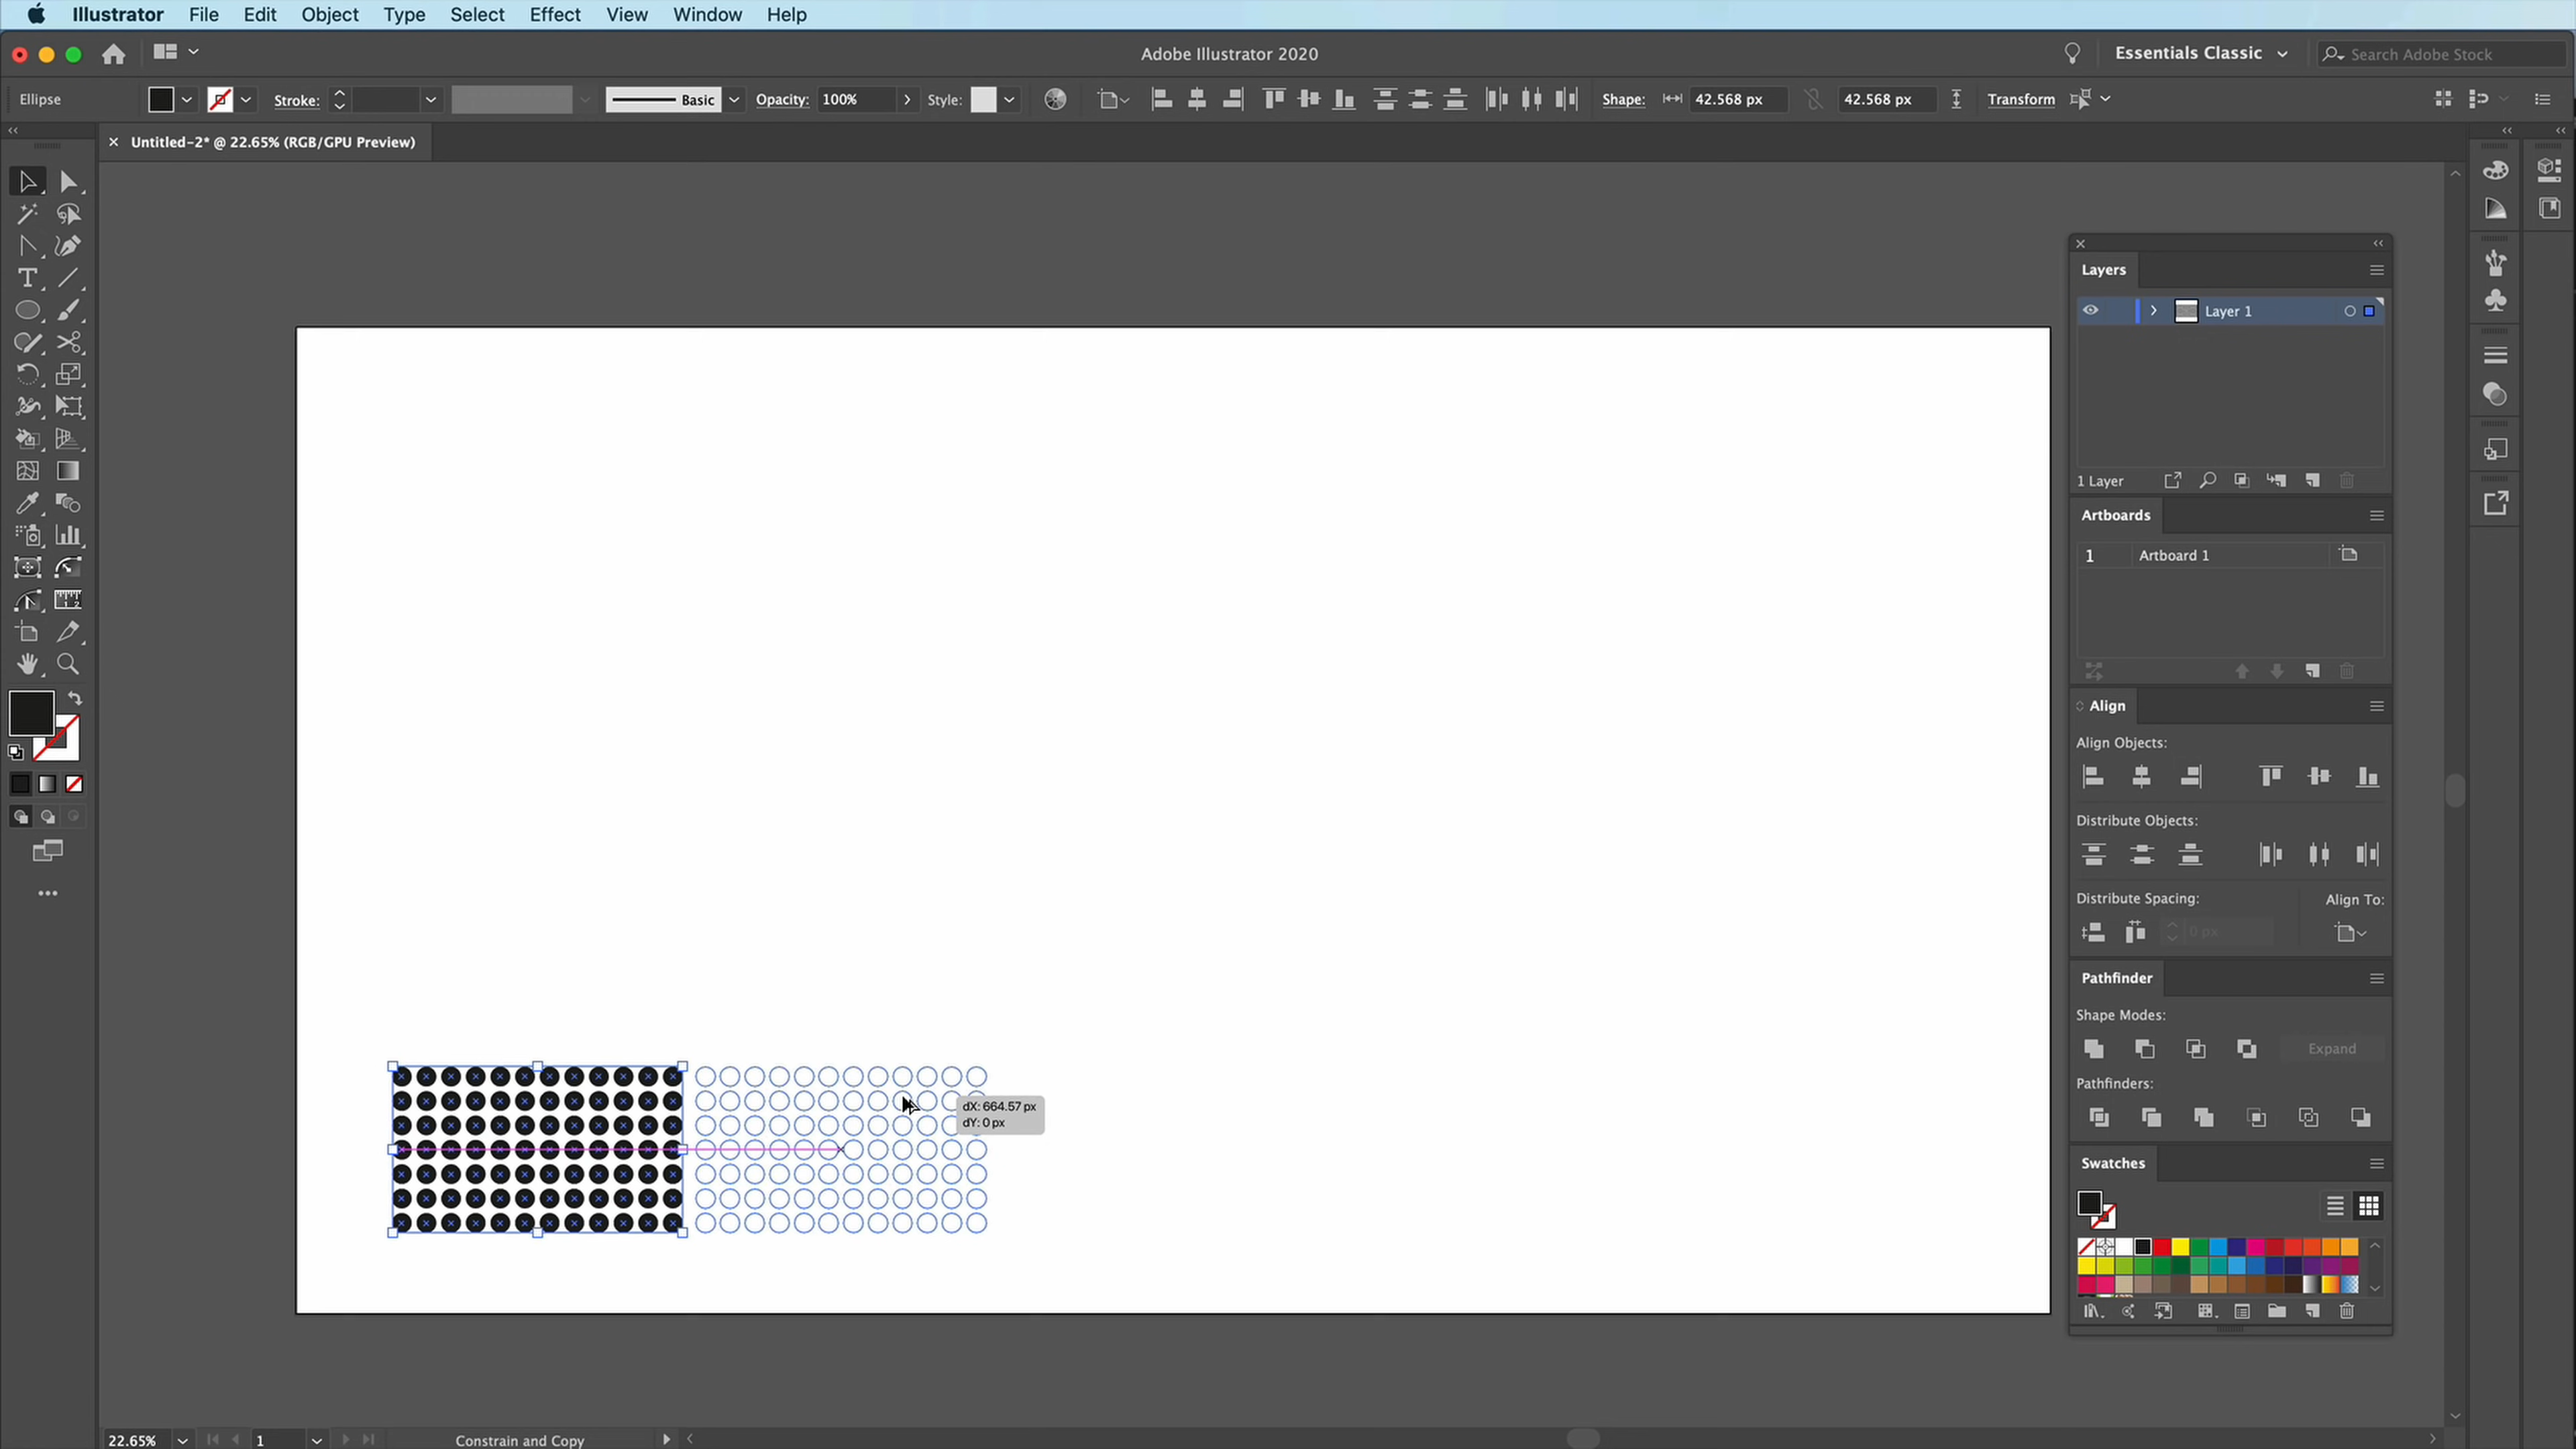 Illustrator File Edit Object Type Select Effect View Window Help
Adobe Illustrator 2020
Essentials Classic
Search Adobe Stock
Ellipse
Stroke:
Basic
Opacity: 100%
Style:
Shape: 42.568 px 42.568 px
Transform
× Untitled-2* @ 22.65% (RGB/GPU Preview)
Layers
Layer 1
1 Layer
Artboards
1 Artboard 1
Align
Align Objects:
Distribute Objects:
Distribute Spacing: Align To:
0 px
Pathfinder
Shape Modes:
Expand
Pathfinders:
Swatches
dX: 664.57 px
dY: 0 px
22.65% 1 Constrain and Copy